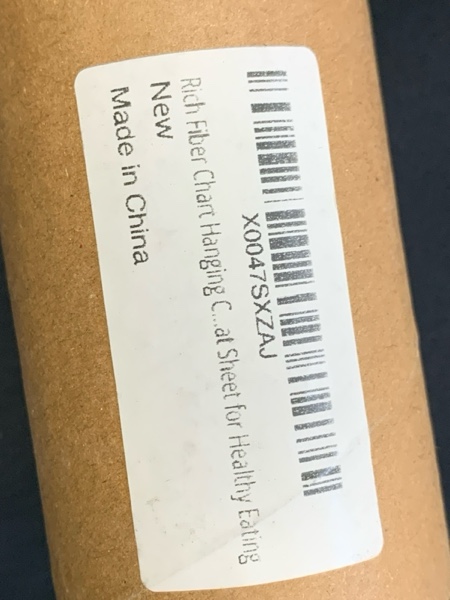 X0047SXZAJ
Rich Fiber Chart Hanging C...at Sheet for Healthy Eating
New
Made in China